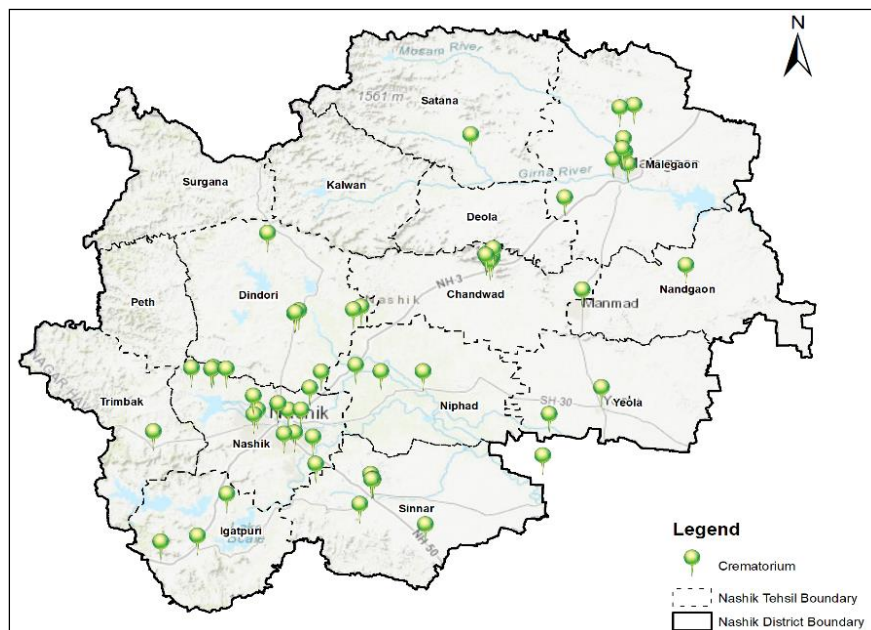 N
Mosam River
1561 m
Satana
Malegaon
Surgana
Kalwan
Girna River
Deola
Nandgaon
Peth
Dindori
Nashik
NH-3
Chandwad
Manmad
Trimbak
Niphad
SH-30
Yeola
Nashik
Igatpuri
Sinnar
NH-50
Legend
Crematorium
Nashik Tehsil Boundary
Nashik District Boundary